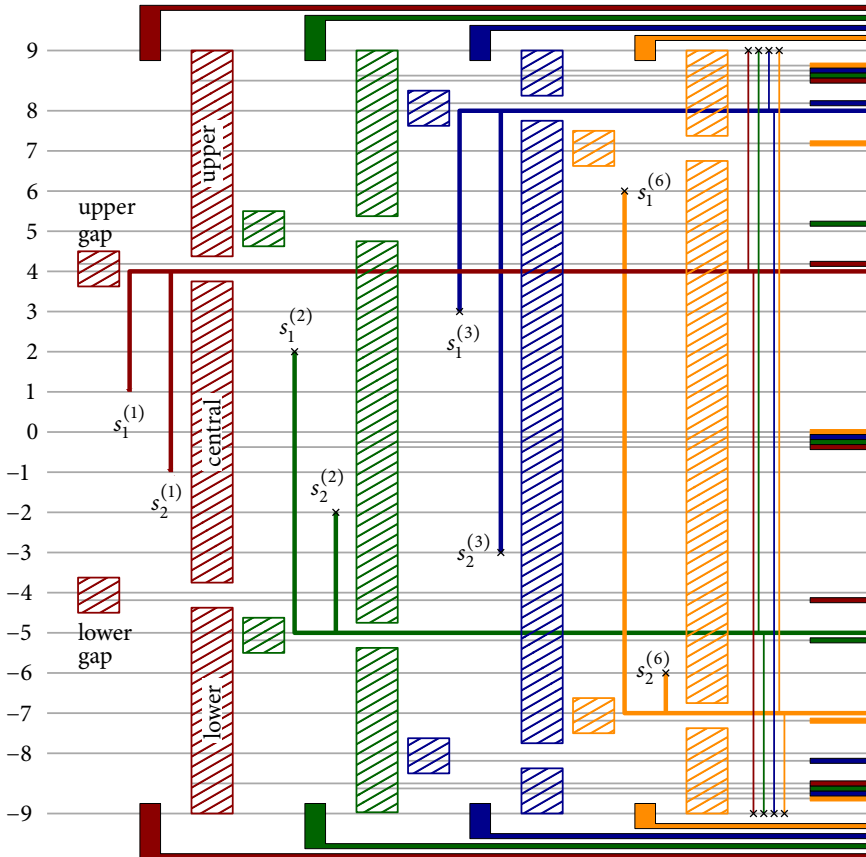 9
8
7
6
5
4
3
2
1
0
−1
−2
−3
−4
−5
−6
−7
−8
−9
upper
gap
lower
gap
upper
central
lower
s₁⁽¹⁾
s₂⁽¹⁾
s₁⁽²⁾
s₂⁽²⁾
s₁⁽³⁾
s₂⁽³⁾
s₁⁽⁶⁾
s₂⁽⁶⁾